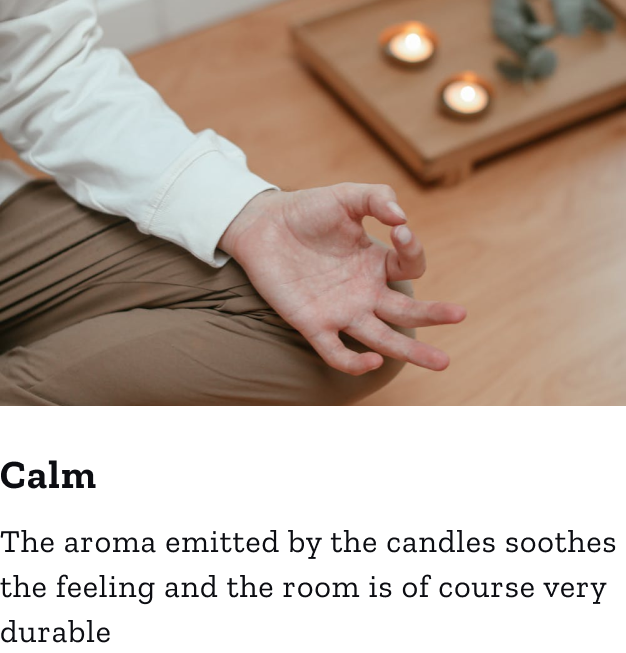 Calm
The aroma emitted by the candles soothes
the feeling and the room is of course very
durable